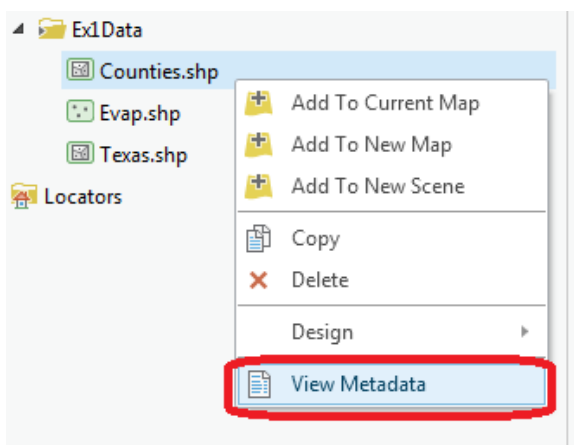 Ex1Data
Counties.shp
Evap.shp
Texas.shp
Locators
Add To Current Map
Add To New Map
Add To New Scene
Copy
Delete
Design
View Metadata